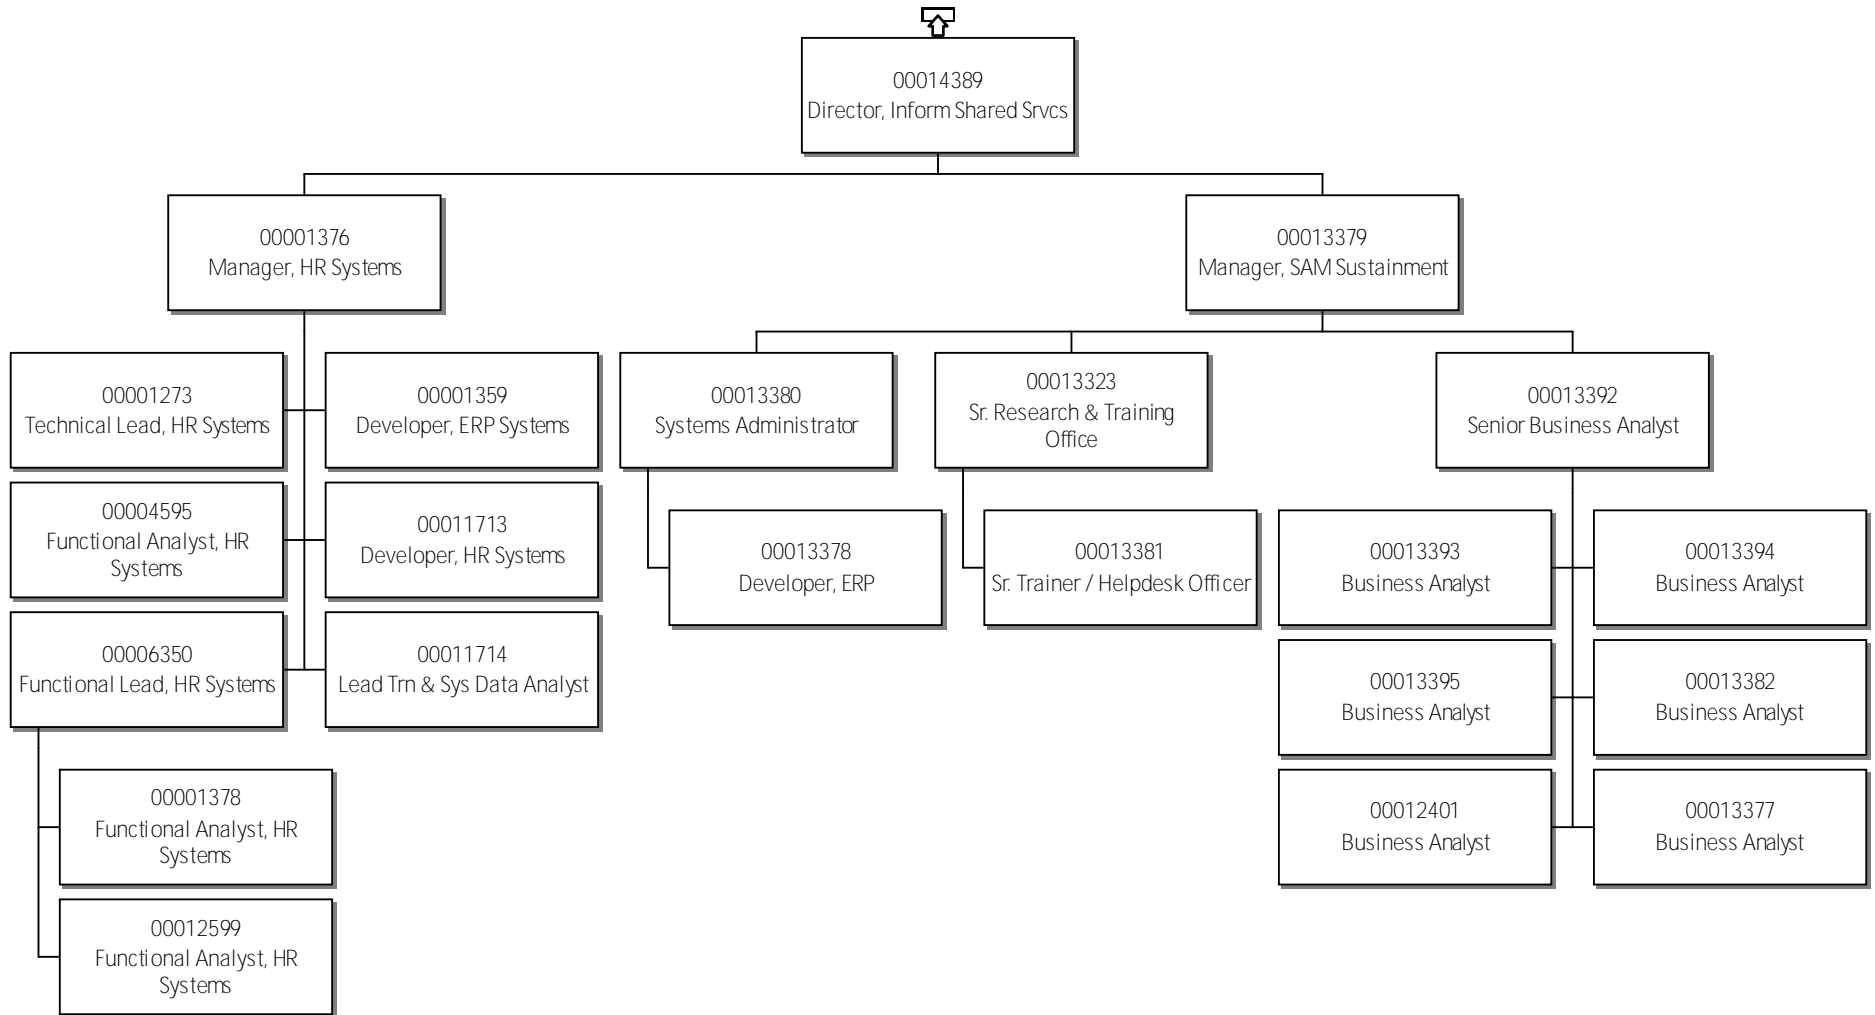 00014389
Director, Inform Shared Srvcs
00001376
Manager, HR Systems
00013379
Manager, SAM Sustainment
00001273
Technical Lead, HR Systems
00001359
Developer, ERP Systems
00013380
Systems Administrator
00013323
Sr. Research & Training
Office
00013392
Senior Business Analyst
00004595
Functional Analyst, HR
Systems
00011713
Developer, HR Systems
00013378
Developer, ERP
00013381
Sr. Trainer / Helpdesk Officer
00013393
Business Analyst
00013394
Business Analyst
00006350
Functional Lead, HR Systems
00011714
Lead Trn & Sys Data Analyst
00013395
Business Analyst
00013382
Business Analyst
00001378
Functional Analyst, HR
Systems
00012401
Business Analyst
00013377
Business Analyst
00012599
Functional Analyst, HR
Systems